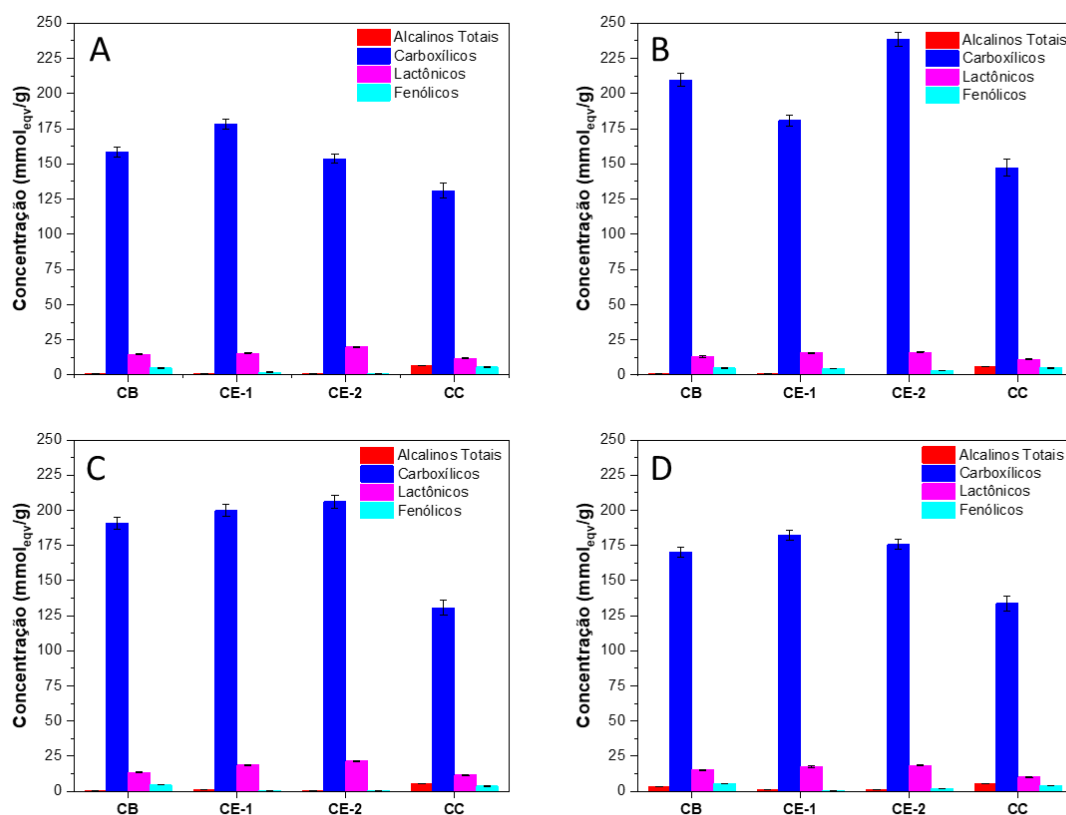 A
Alcalinos Totais
Carboxílicos
Lactônicos
Fenólicos
Concentração (mmol_eqv/g)
250
225
200
175
150
125
100
75
50
25
0
CB CE-1 CE-2 CC
B
Alcalinos Totais
Carboxílicos
Lactônicos
Fenólicos
Concentração (mmol_eqv/g)
250
225
200
175
150
125
100
75
50
25
0
CB CE-1 CE-2 CC
C
Alcalinos Totais
Carboxílicos
Lactônicos
Fenólicos
Concentração (mmol_eqv/g)
250
225
200
175
150
125
100
75
50
25
0
CB CE-1 CE-2 CC
D
Alcalinos Totais
Carboxílicos
Lactônicos
Fenólicos
Concentração (mmol_eqv/g)
250
225
200
175
150
125
100
75
50
25
0
CB CE-1 CE-2 CC